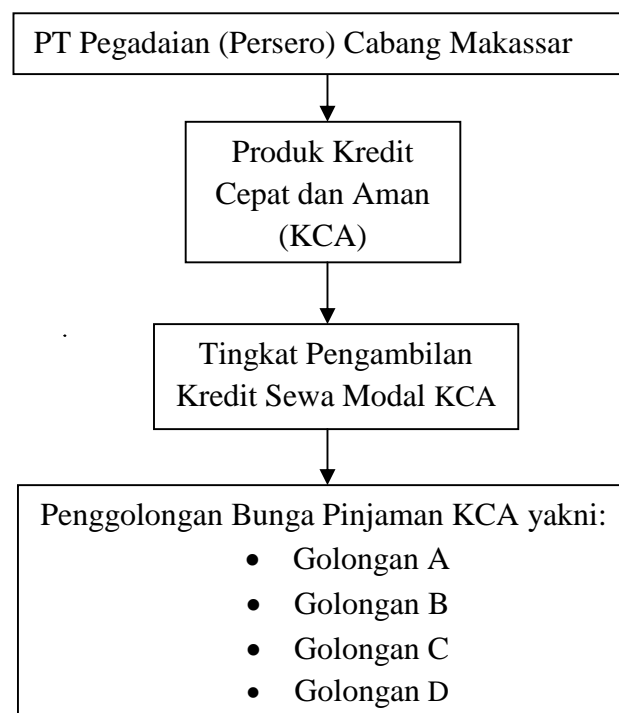 PT Pegadaian (Persero) Cabang Makassar
Produk Kredit
Cepat dan Aman
(KCA)
Tingkat Pengambilan
Kredit Sewa Modal KCA
Penggolongan Bunga Pinjaman KCA yakni:
• Golongan A
• Golongan B
• Golongan C
• Golongan D